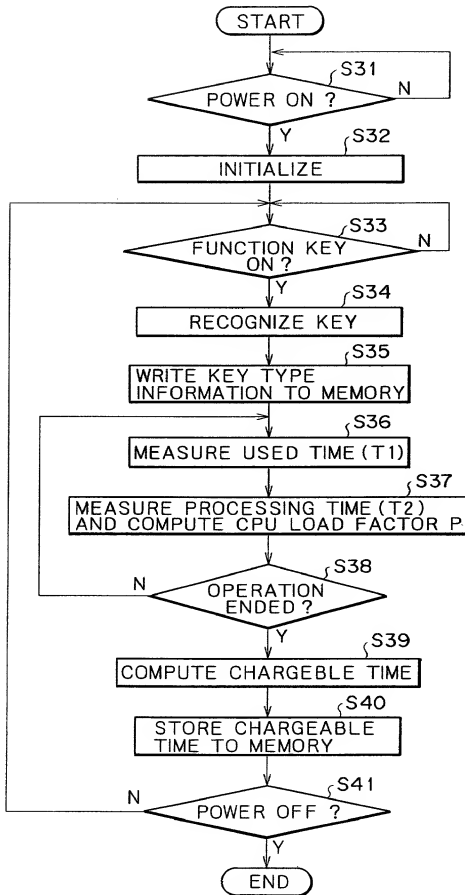 START
S31
POWER ON ?
N
Y
S32
INITIALIZE
S33
FUNCTION KEY
ON ?
N
Y
S34
RECOGNIZE KEY
S35
WRITE KEY TYPE
INFORMATION TO MEMORY
S36
MEASURE USED TIME (T1)
S37
MEASURE PROCESSING TIME (T2)
AND COMPUTE CPU LOAD FACTOR P
S38
N
OPERATION
ENDED ?
Y
S39
COMPUTE CHARGEBLE TIME
S40
STORE CHARGEABLE
TIME TO MEMORY
S41
N
POWER OFF ?
Y
END